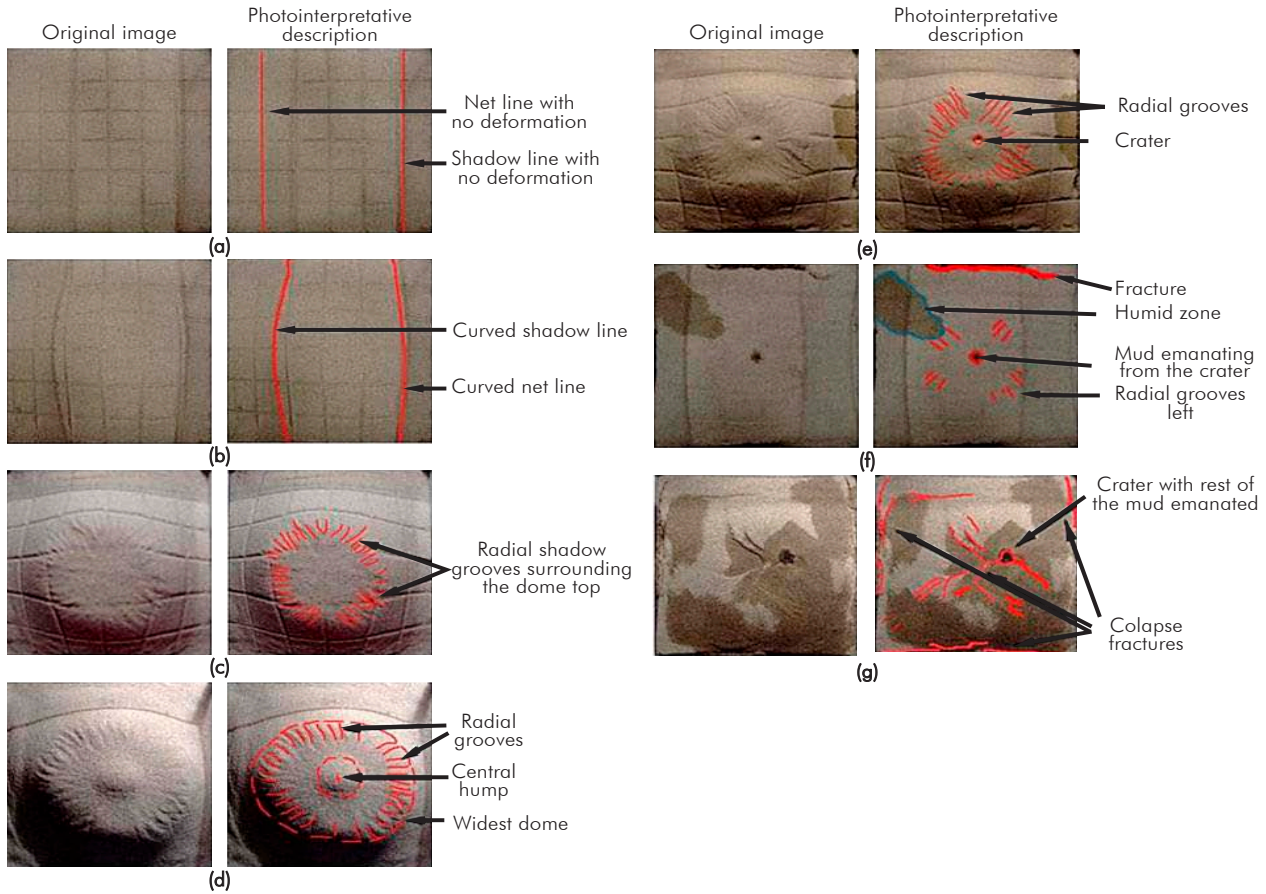 Original image
Photointerpretative
description
Net line with
no deformation
Shadow line with
no deformation
(a)
Curved shadow line
Curved net line
(b)
Radial shadow
grooves surrounding
the dome top
(c)
Radial
grooves
Central
hump
Widest dome
(d)
Original image
Photointerpretative
description
Radial grooves
Crater
(e)
Fracture
Humid zone
Mud emanating
from the crater
Radial grooves
left
(f)
Crater with rest of
the mud emanated
Colapse
fractures
(g)